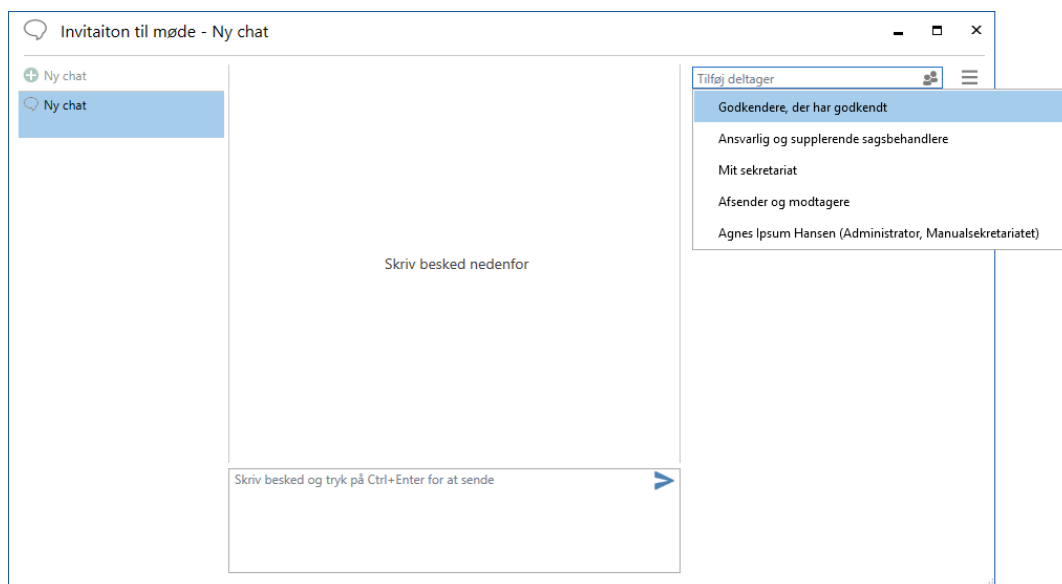 Invitaiton til møde - Ny chat
Ny chat
Ny chat
Tilføj deltager
Godkendere, der har godkendt
Ansvarlig og supplerende sagsbehandlere
Mit sekretariat
Afsender og modtagere
Agnes Ipsum Hansen (Administrator, Manualsekretariatet)
Skriv besked nedenfor
Skriv besked og tryk på Ctrl+Enter for at sende